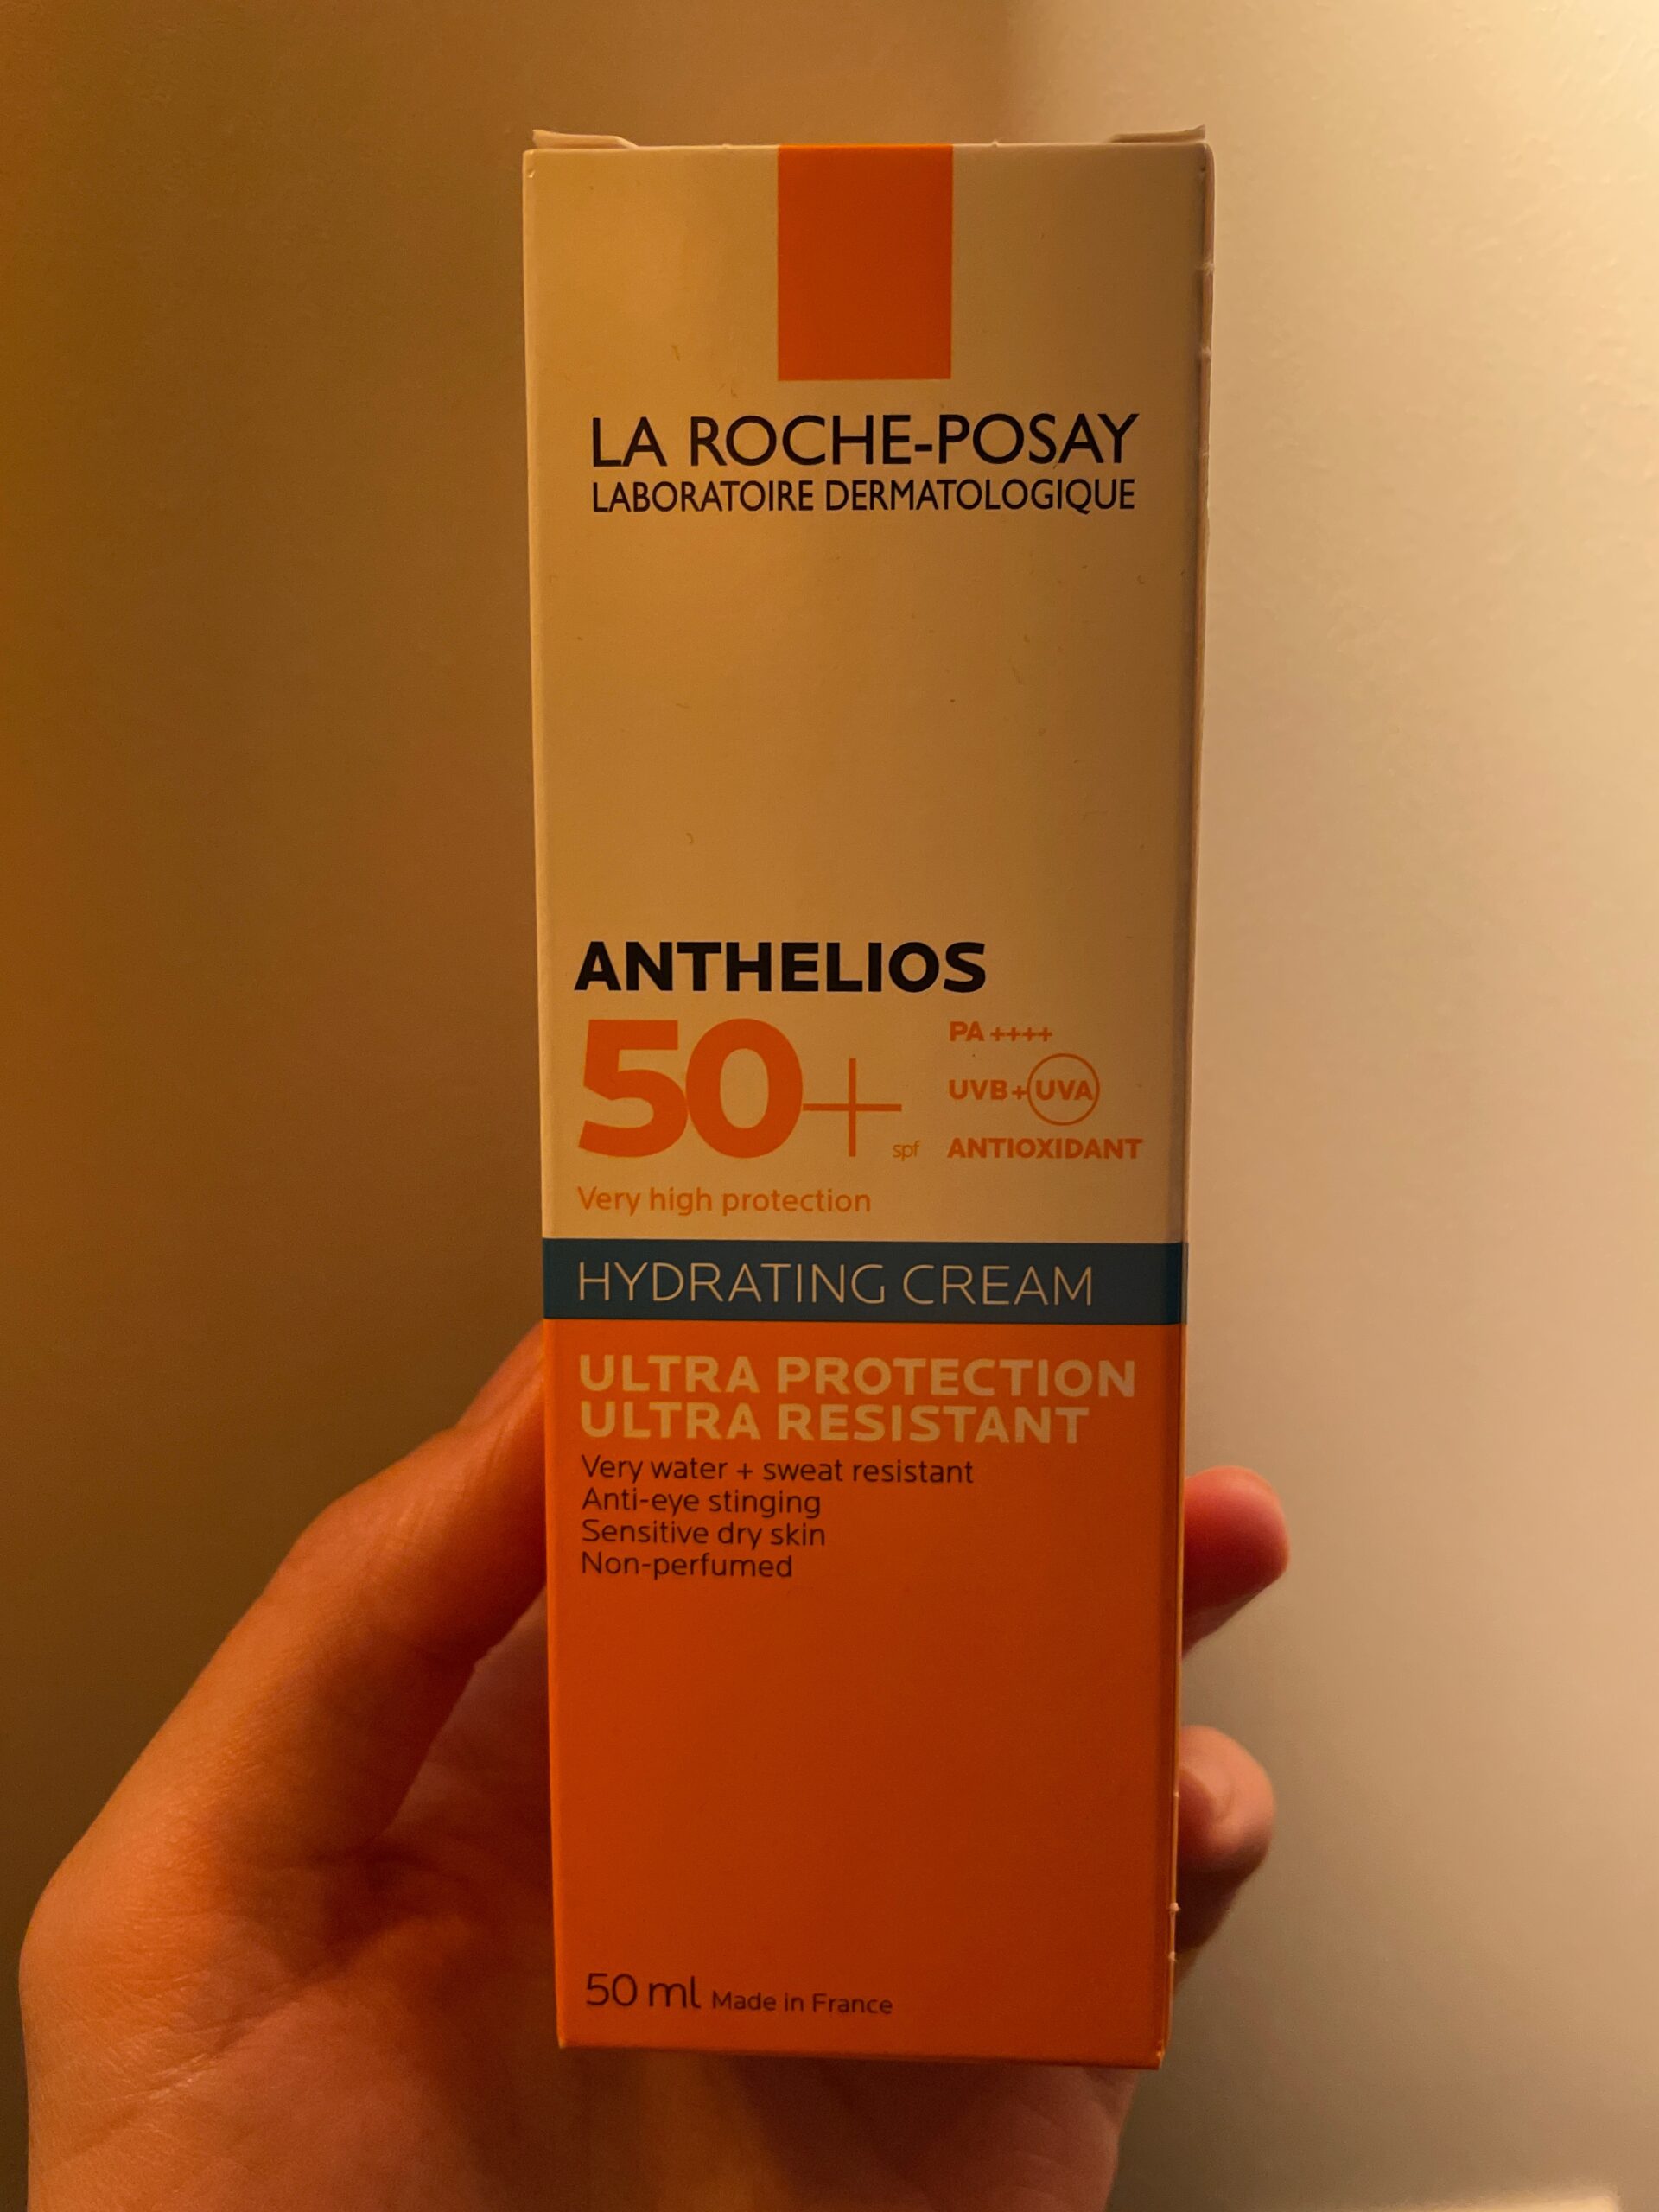 LA ROCHE-POSAY
LABORATOIRE DERMATOLOGIQUE
ANTHELIOS
50+ spf
PA ++++
UVB+UVA
ANTIOXIDANT
Very high protection
HYDRATING CREAM
ULTRA PROTECTION
ULTRA RESISTANT
Very water + sweat resistant
Anti-eye stinging
Sensitive dry skin
Non-perfumed
50 ml Made in France